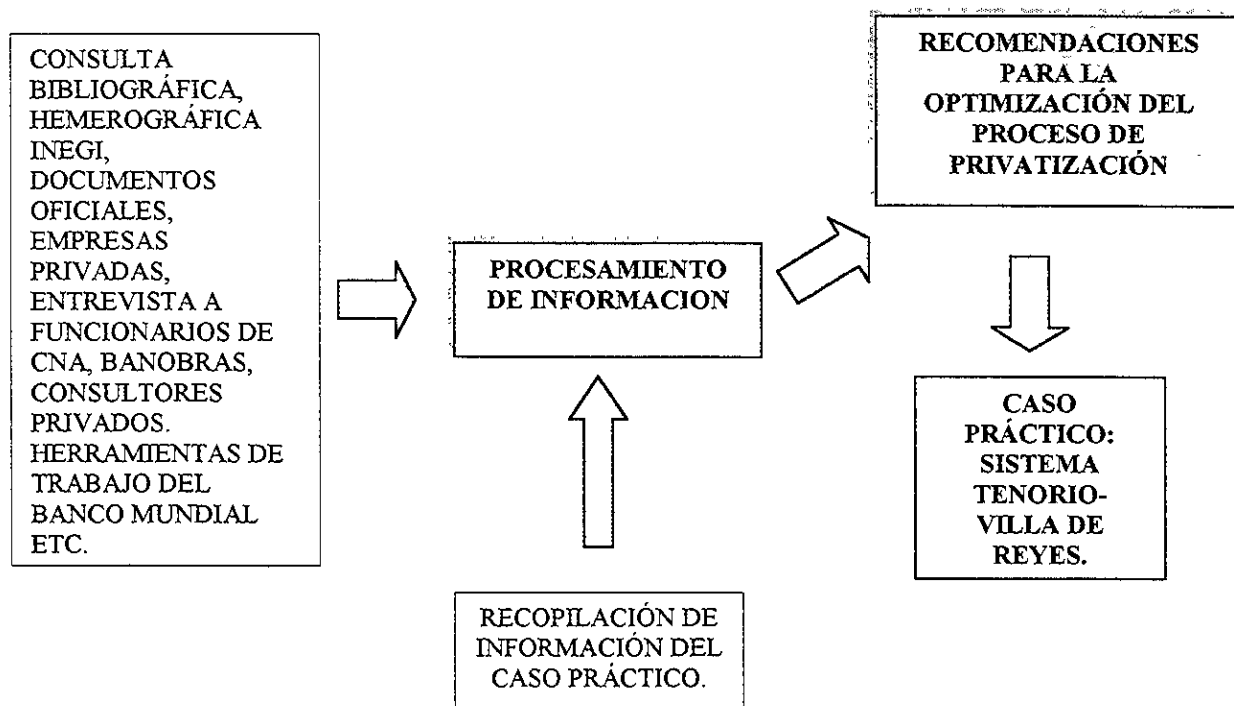 CONSULTA
BIBLIOGRÁFICA,
HEMEROGRÁFICA
INEGI,
DOCUMENTOS
OFICIALES,
EMPRESAS
PRIVADAS,
ENTREVISTA A
FUNCIONARIOS DE
CNA, BANOBRAS,
CONSULTORES
PRIVADOS.
HERRAMIENTAS DE
TRABAJO DEL
BANCO MUNDIAL
ETC.
PROCESAMIENTO
DE INFORMACION
RECOPILACIÓN DE
INFORMACIÓN DEL
CASO PRÁCTICO.
RECOMENDACIONES
PARA LA
OPTIMIZACIÓN DEL
PROCESO DE
PRIVATIZACIÓN
CASO
PRÁCTICO:
SISTEMA
TENORIO-
VILLA DE
REYES.